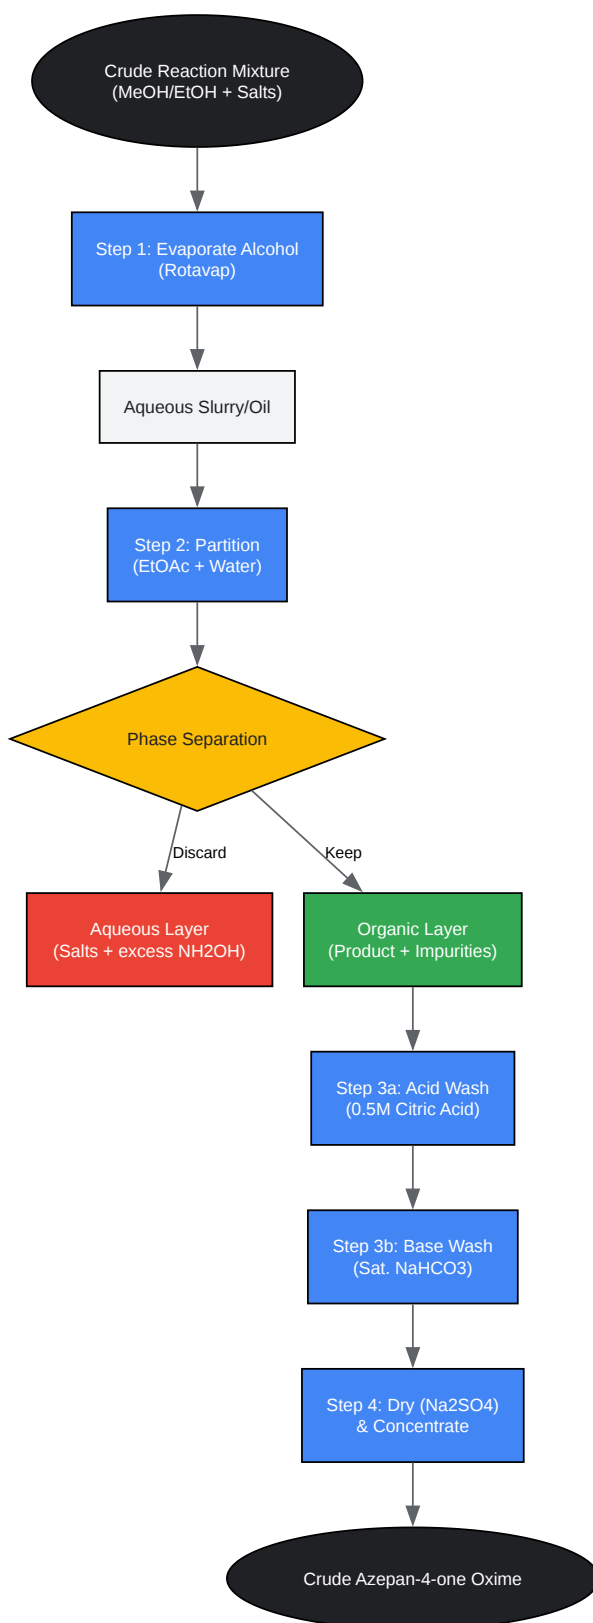 Crude Reaction Mixture
(MeOH/EtOH + Salts)
Step 1: Evaporate Alcohol
(Rotavap)
Aqueous Slurry/Oil
Step 2: Partition
(EtOAc + Water)
Phase Separation
Discard
Keep
Aqueous Layer
(Salts + excess NH2OH)
Organic Layer
(Product + Impurities)
Step 3a: Acid Wash
(0.5M Citric Acid)
Step 3b: Base Wash
(Sat. NaHCO3)
Step 4: Dry (Na2SO4)
& Concentrate
Crude Azepan-4-one Oxime